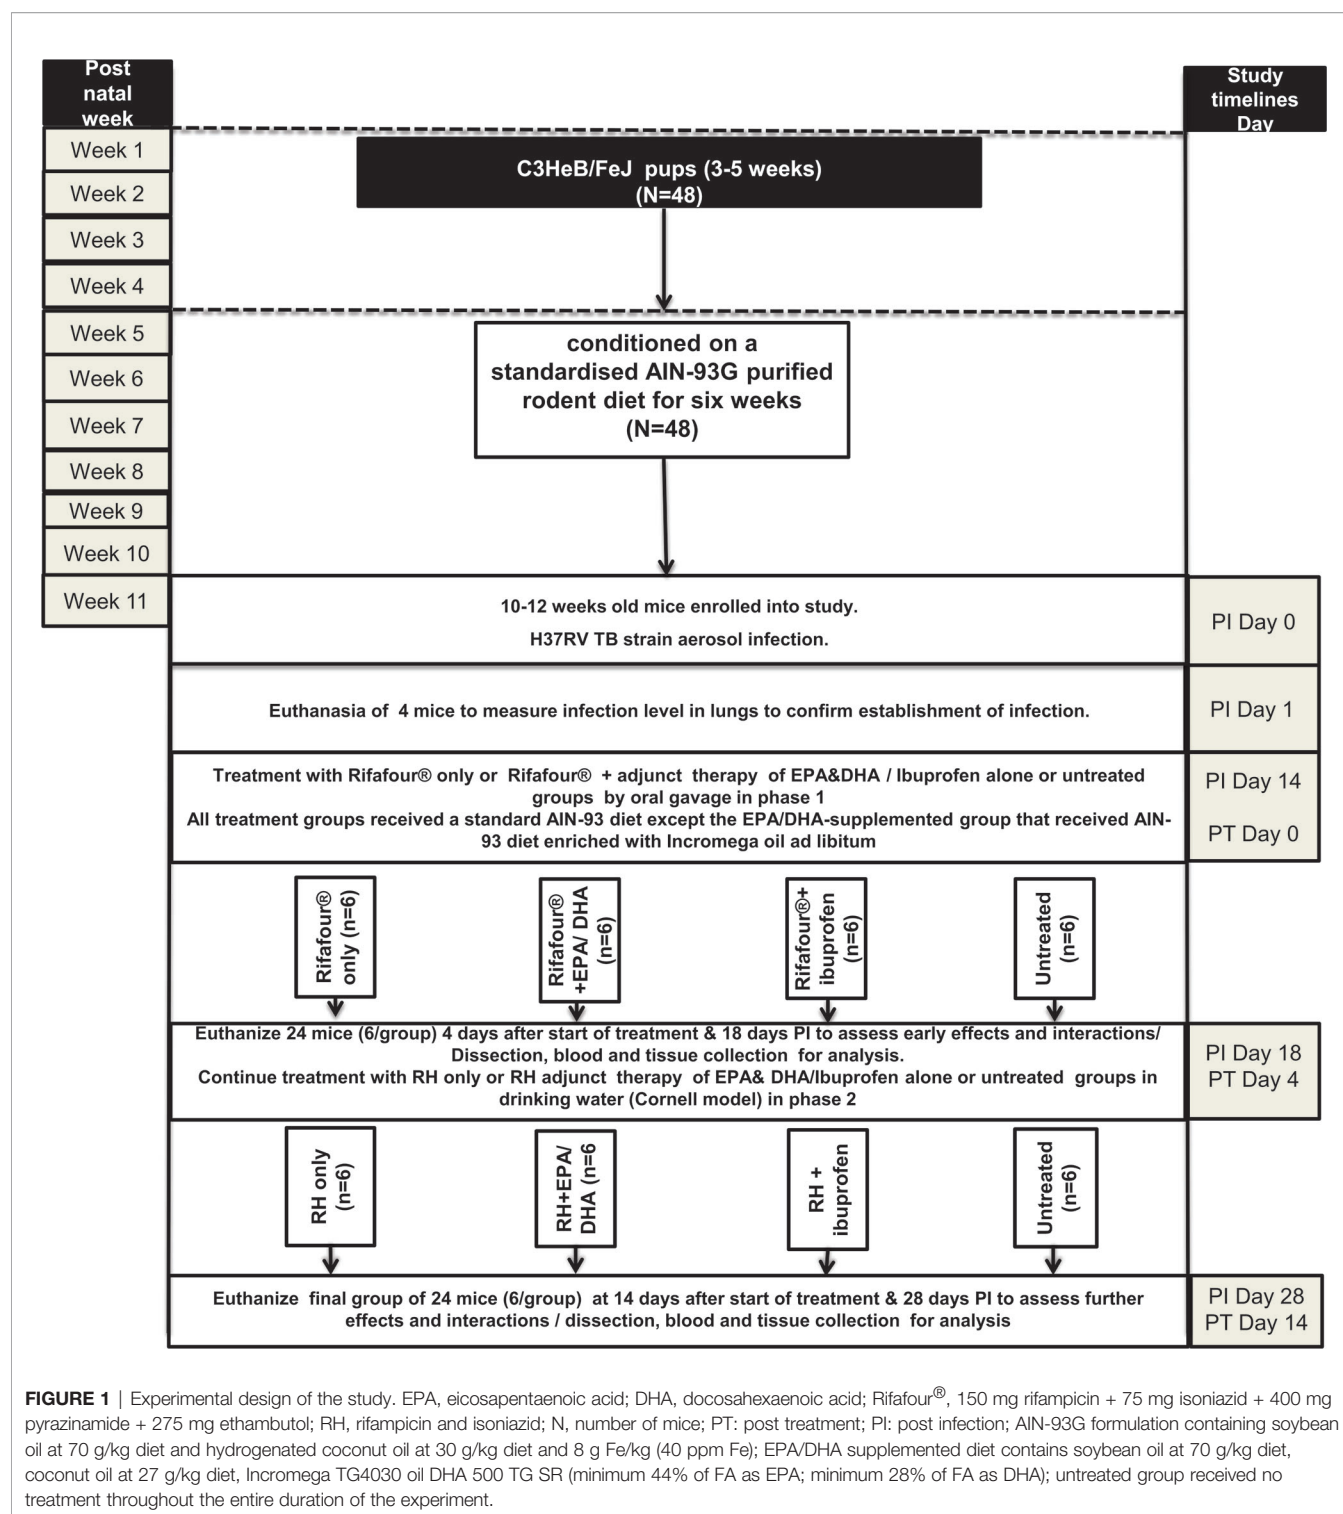 Post
natal
week
Study
timelines
Day
Week 1
Week 2
Week 3
Week 4
Week 5
Week 6
Week 7
Week 8
Week 9
Week 10
Week 11
C3HeB/FeJ pups (3-5 weeks)
(N=48)
conditioned on a
standardised AIN-93G purified
rodent diet for six weeks
(N=48)
10-12 weeks old mice enrolled into study.
H37RV TB strain aerosol infection.
PI Day 0
Euthanasia of 4 mice to measure infection level in lungs to confirm establishment of infection.
PI Day 1
Treatment with Rifafour® only or Rifafour® + adjunct therapy of EPA&DHA / Ibuprofen alone or untreated
groups by oral gavage in phase 1
All treatment groups received a standard AIN-93 diet except the EPA/DHA-supplemented group that received AIN-
93 diet enriched with Incromega oil ad libitum
PI Day 14
PT Day 0
Rifafour®
only (n=6)
Rifafour®
+EPA/ DHA
(n=6)
Rifafour®+
ibuprofen
(n=6)
Untreated
(n=6)
Euthanize 24 mice (6/group) 4 days after start of treatment & 18 days PI to assess early effects and interactions/
Dissection, blood and tissue collection for analysis.
Continue treatment with RH only or RH adjunct therapy of EPA& DHA/Ibuprofen alone or untreated groups in
drinking water (Cornell model) in phase 2
PI Day 18
PT Day 4
RH only
(n=6)
RH+EPA/
DHA (n=6
RH +
ibuprofen
Untreated
(n=6)
Euthanize final group of 24 mice (6/group) at 14 days after start of treatment & 28 days PI to assess further
effects and interactions / dissection, blood and tissue collection for analysis
PI Day 28
PT Day 14
FIGURE 1 | Experimental design of the study. EPA, eicosapentaenoic acid; DHA, docosahexaenoic acid; Rifafour®, 150 mg rifampicin + 75 mg isoniazid + 400 mg
pyrazinamide + 275 mg ethambutol; RH, rifampicin and isoniazid; N, number of mice; PT: post treatment; PI: post infection; AIN-93G formulation containing soybean
oil at 70 g/kg diet and hydrogenated coconut oil at 30 g/kg diet and 8 g Fe/kg (40 ppm Fe); EPA/DHA supplemented diet contains soybean oil at 70 g/kg diet,
coconut oil at 27 g/kg diet, Incromega TG4030 oil DHA 500 TG SR (minimum 44% of FA as EPA; minimum 28% of FA as DHA); untreated group received no
treatment throughout the entire duration of the experiment.